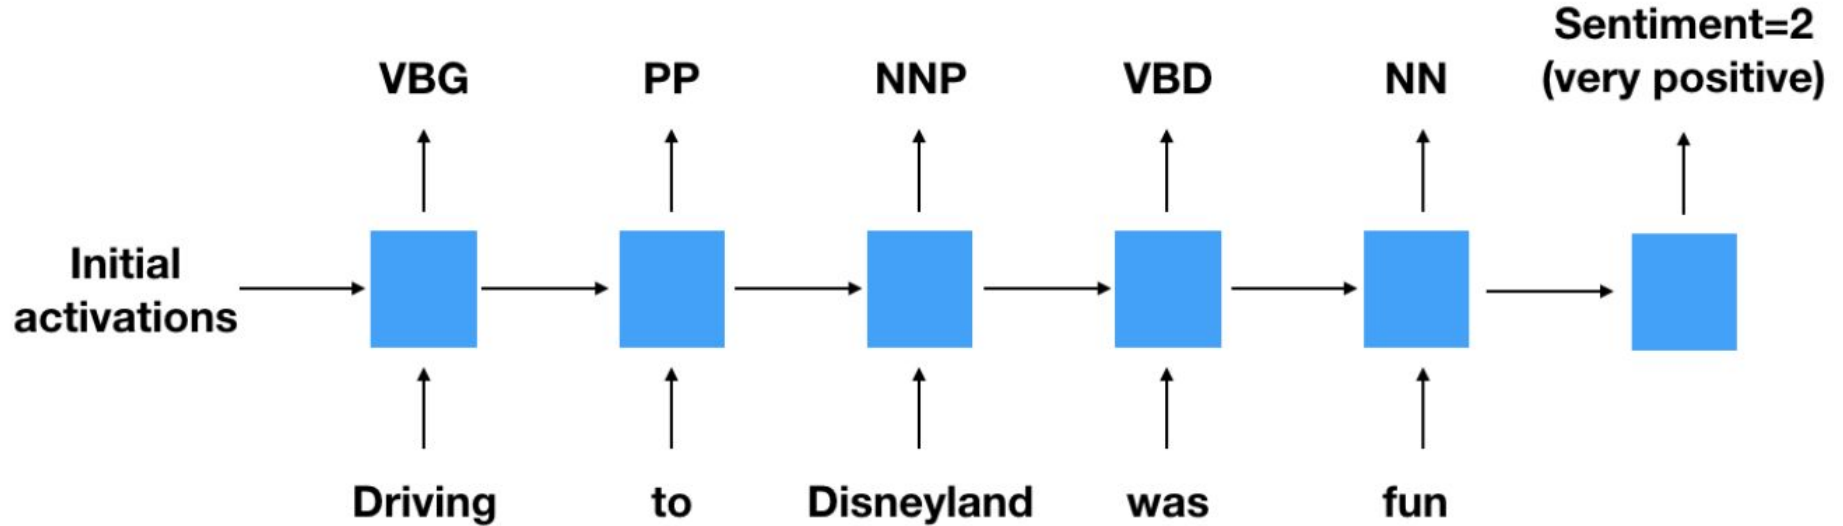 Sentiment=2
VBG PP NNP VBD NN (very positive)
Initial
activations
Driving to Disneyland was fun